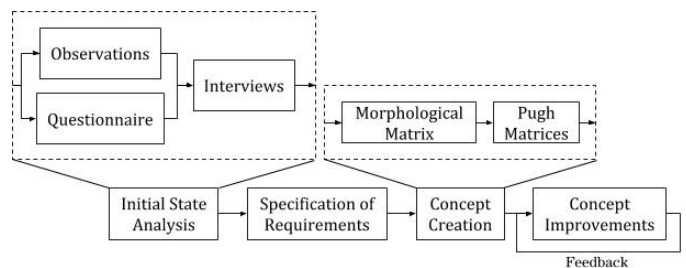 Observations
Questionnaire
Interviews
Morphological
Matrix
Pugh
Matrices
Initial State
Analysis
Specification of
Requirements
Concept
Creation
Concept
Improvements
Feedback